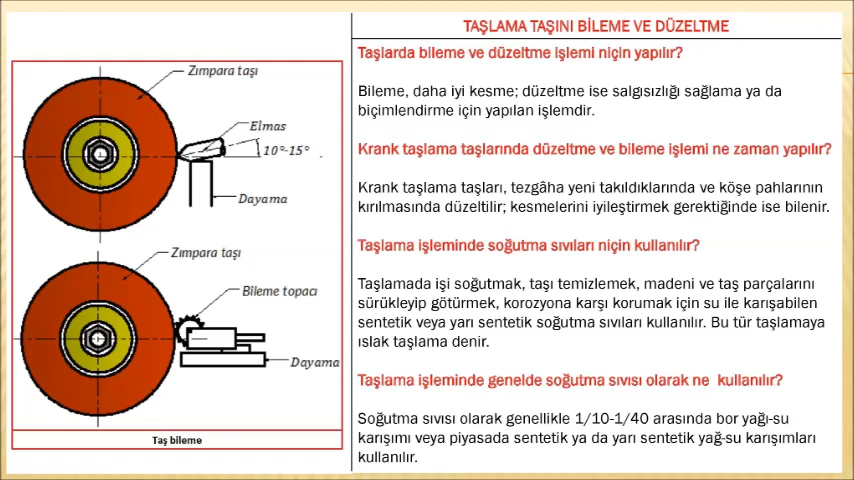 Zımpara taşı
Elmas
10°-15°
Dayama
Zımpara taşı
Bileme topacı
Dayama
Taş bileme
TAŞLAMA TAŞINI BİLEME VE DÜZELTME
Taşlarda bileme ve düzeltme işlemi niçin yapılır?
Bileme, daha iyi kesme; düzeltme ise salgısızlığı sağlama ya da
biçimlendirme için yapılan işlemdir.
Krank taşlama taşlarında düzeltme ve bileme işlemi ne zaman yapılır?
Krank taşlama taşları, tezgâha yeni takıldıklarında ve köşe pahlarının
kırılmasında düzeltilir; kesmelerini iyileştirmek gerektiğinde ise bilenir.
Taşlama işleminde soğutma sıvıları niçin kullanılır?
Taşlamada işi soğutmak, taşı temizlemek, madeni ve taş parçalarını
sürükleyip götürmek, korozyona karşı korumak için su ile karışabilen
sentetik veya yarı sentetik soğutma sıvıları kullanılır. Bu tür taşlamaya
ıslak taşlama denir.
Taşlama işleminde genelde soğutma sıvısı olarak ne kullanılır?
Soğutma sıvısı olarak genellikle 1/10-1/40 arasında bor yağı-su
karışımı veya piyasada sentetik ya da yarı sentetik yağ-su karışımları
kullanılır.